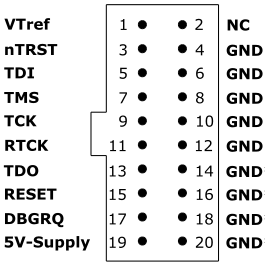 VTref 1 2 NC
nTRST 3 4 GND
TDI 5 6 GND
TMS 7 8 GND
TCK 9 10 GND
RTCK 11 12 GND
TDO 13 14 GND
RESET 15 16 GND
DBGRQ 17 18 GND
5V-Supply 19 20 GND